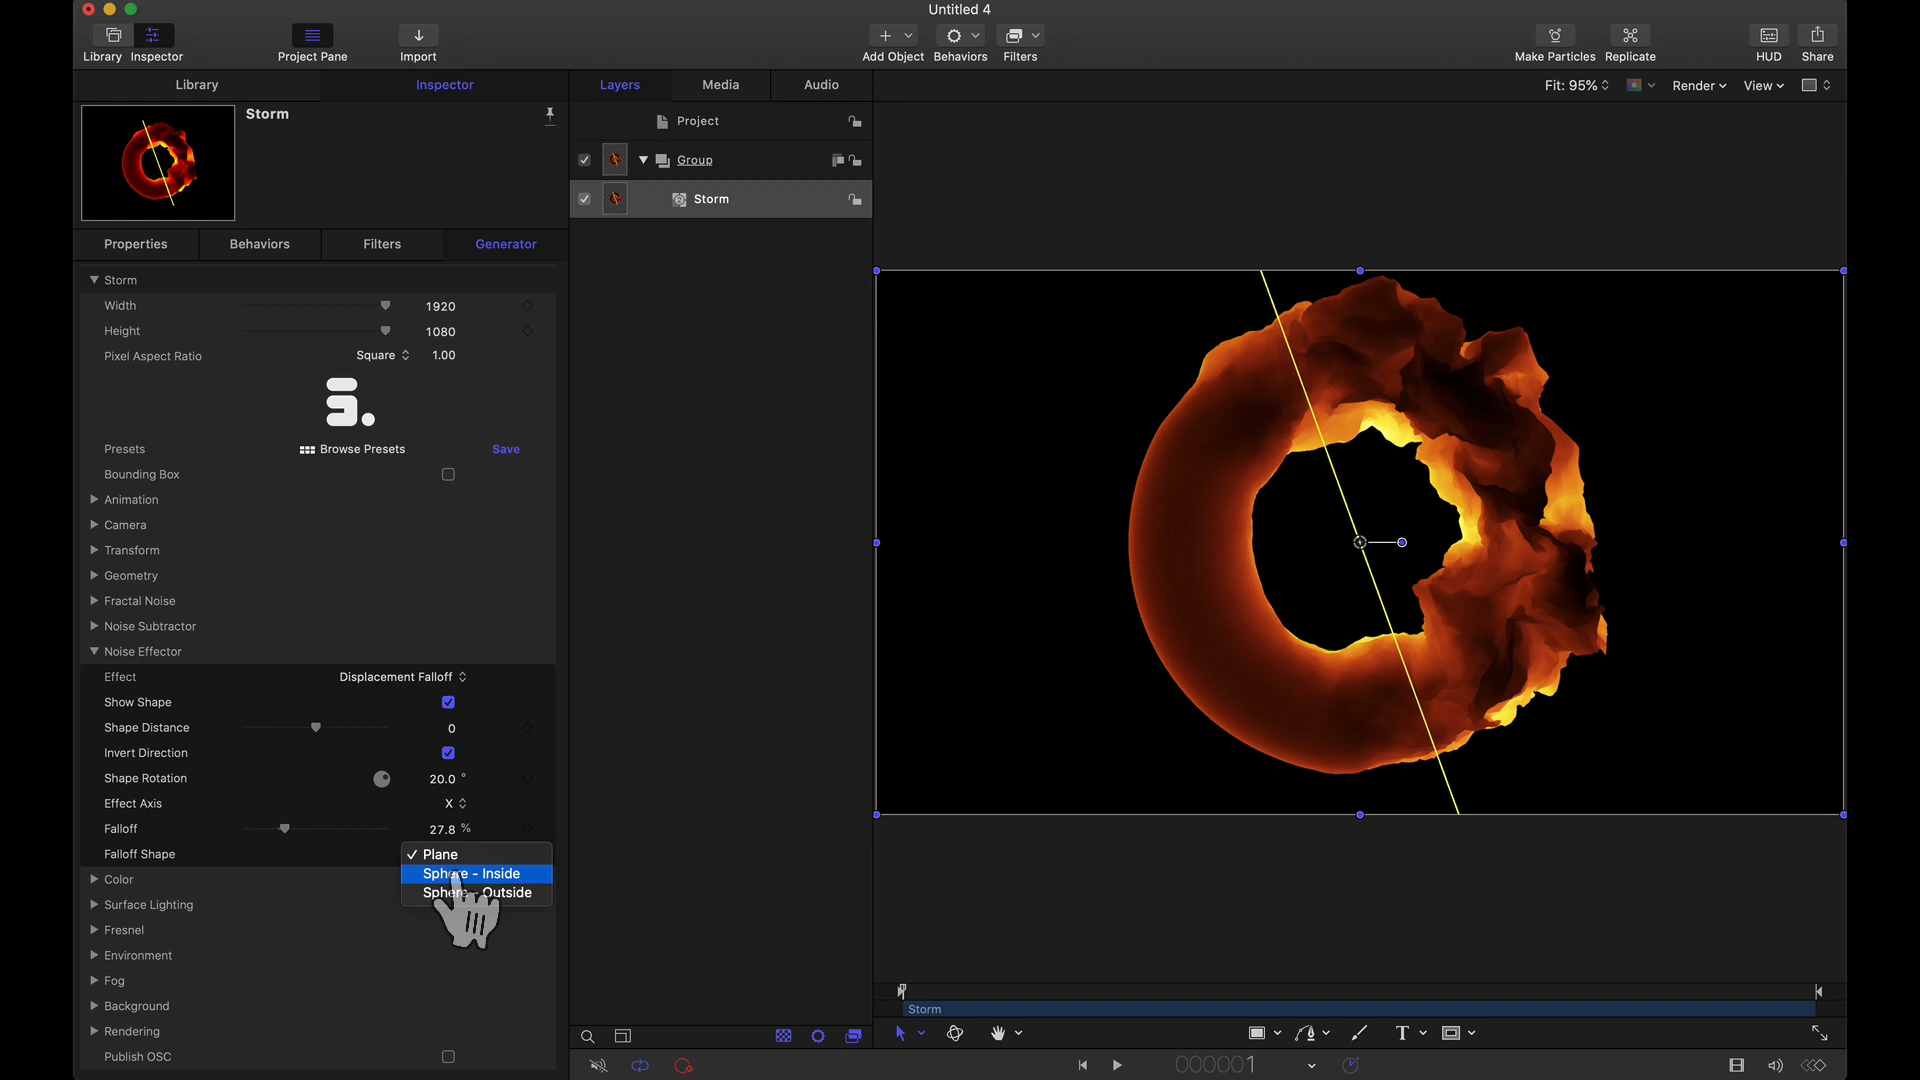 Untitled 4
Library
Inspector
Project Pane
Import
Add Object
Behaviors
Filters
Make Particles
Replicate
HUD
Share
Library
Inspector
Layers
Media
Audio
Fit: 95%
Render
View
Storm
Project
Group
Storm
Properties
Behaviors
Filters
Generator
Storm
Width 1920
Height 1080
Pixel Aspect Ratio Square 1.00
Presets Browse Presets Save
Bounding Box
Animation
Camera
Transform
Geometry
Fractal Noise
Noise Subtractor
Noise Effector
Effect Displacement Falloff
Show Shape
Shape Distance 0
Invert Direction
Shape Rotation 20.0 °
Effect Axis X
Falloff 27.8 %
Falloff Shape ✓ Plane
Sphere - Inside
Sphere - Outside
Color
Surface Lighting
Fresnel
Environment
Fog
Background
Rendering
Publish OSC
Storm
000001